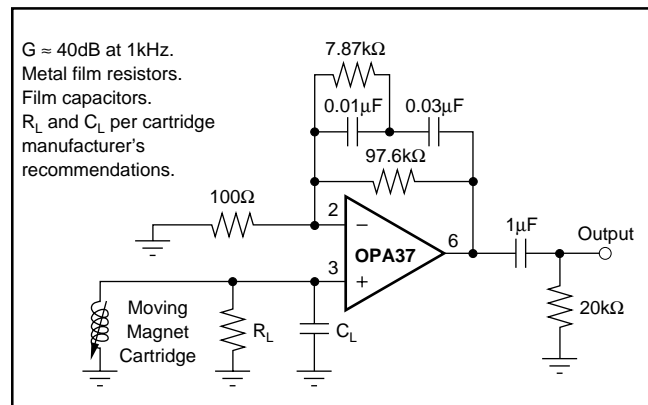 G ≈ 40dB at 1kHz.
Metal film resistors.
Film capacitors.
R_L and C_L per cartridge
manufacturer's
recommendations.
7.87kΩ
0.01µF
0.03µF
97.6kΩ
100Ω
2
−
OPA37
6
3
+
1µF
Output
20kΩ
Moving
Magnet
Cartridge
R_L
C_L